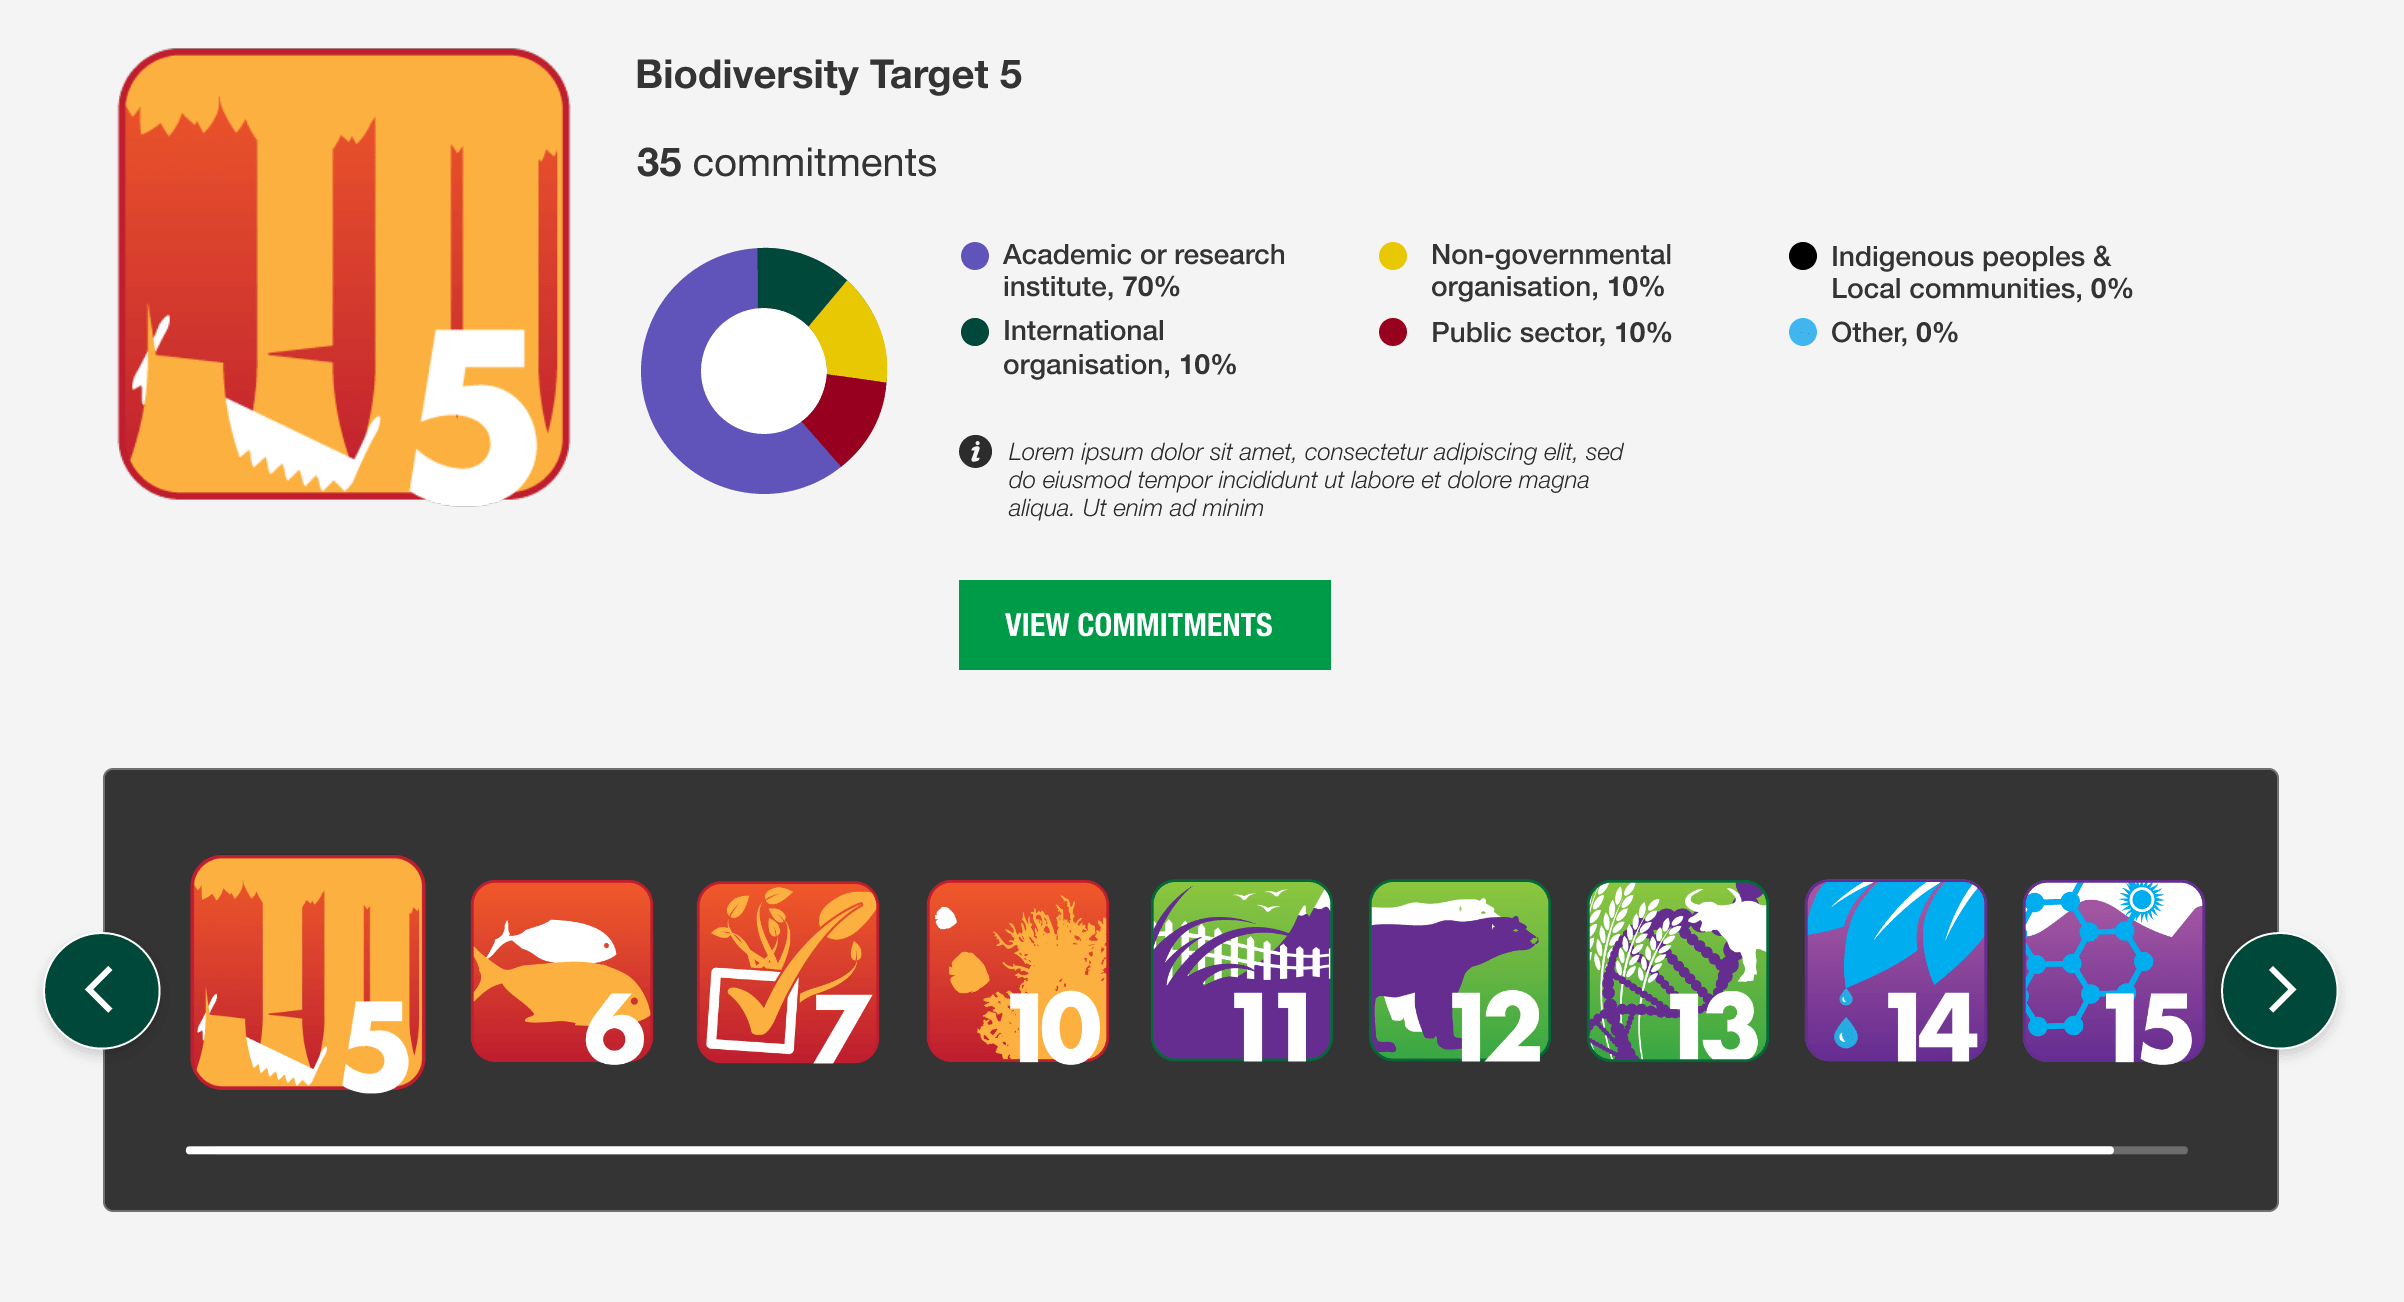 Biodiversity Target 5
35 commitments
5
Academic or research
institute, 70%
International
organisation, 10%
Non-governmental
organisation, 10%
Public sector, 10%
Indigenous peoples &
Local communities, 0%
Other, 0%
i Lorem ipsum dolor sit amet, consectetur adipiscing elit, sed
do eiusmod tempor incididunt ut labore et dolore magna
aliqua. Ut enim ad minim
VIEW COMMITMENTS
5 6 7 10 11 12 13 14 15